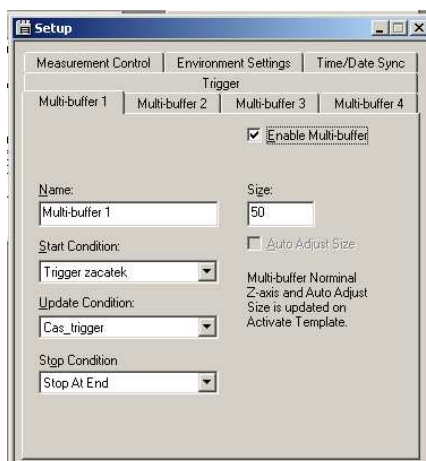 Setup
Measurement Control Environment Settings Time/Date Sync
Trigger
Multi-buffer 1 Multi-buffer 2 Multi-buffer 3 Multi-buffer 4
Enable Multi-buffer
Name: Size:
Multi-buffer 1 50
Start Condition: Auto Adjust Size
Trigger zacatek
Multi-buffer Norminal
Z-axis and Auto Adjust
Size is updated on
Activate Template.
Update Condition:
Cas_trigger
Stop Condition
Stop At End